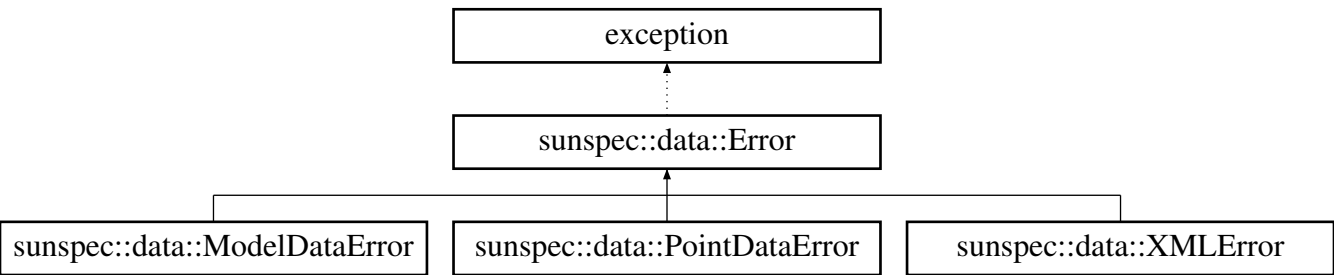 exception
sunspec::data::Error
sunspec::data::ModelDataError
sunspec::data::PointDataError
sunspec::data::XMLError